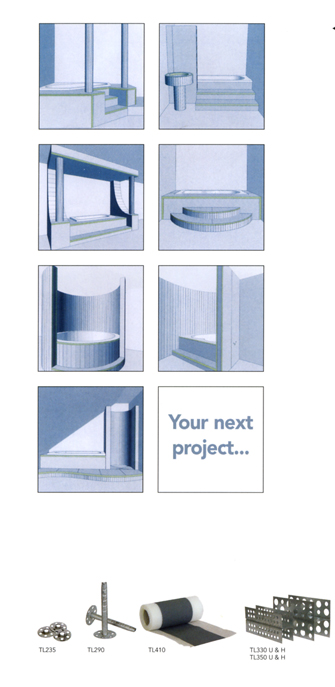 Your next
project...
TL235
TL290
TL410
TL330 U & H
TL350 U & H